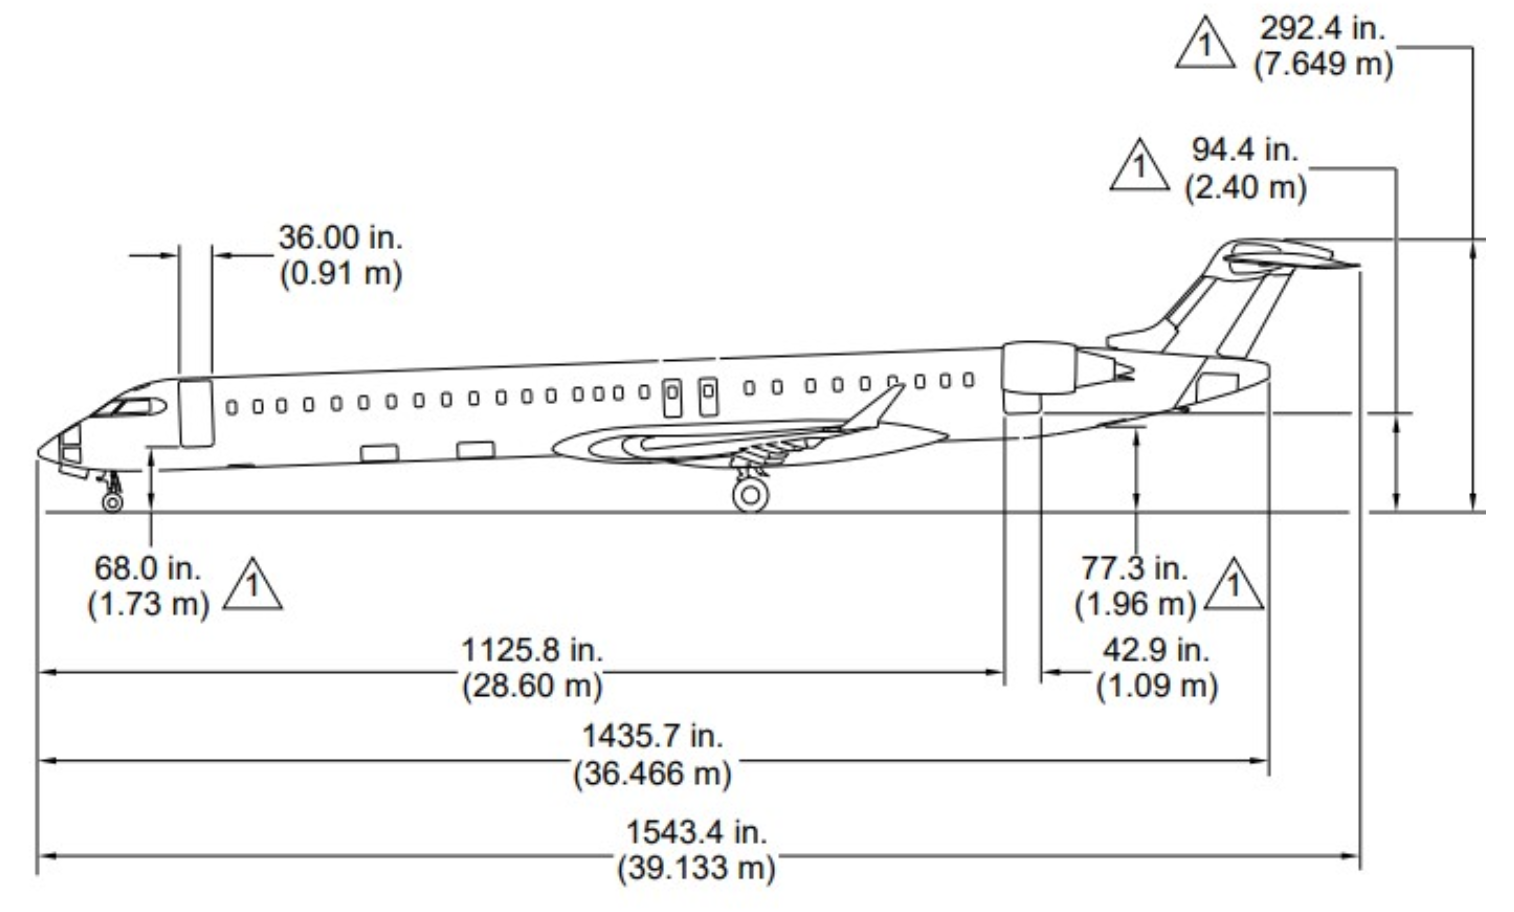 1
292.4 in.
(7.649 m)
1
94.4 in.
(2.40 m)
36.00 in.
(0.91 m)
68.0 in.
(1.73 m)
1
77.3 in.
(1.96 m)
1
1125.8 in.
(28.60 m)
42.9 in.
(1.09 m)
1435.7 in.
(36.466 m)
1543.4 in.
(39.133 m)